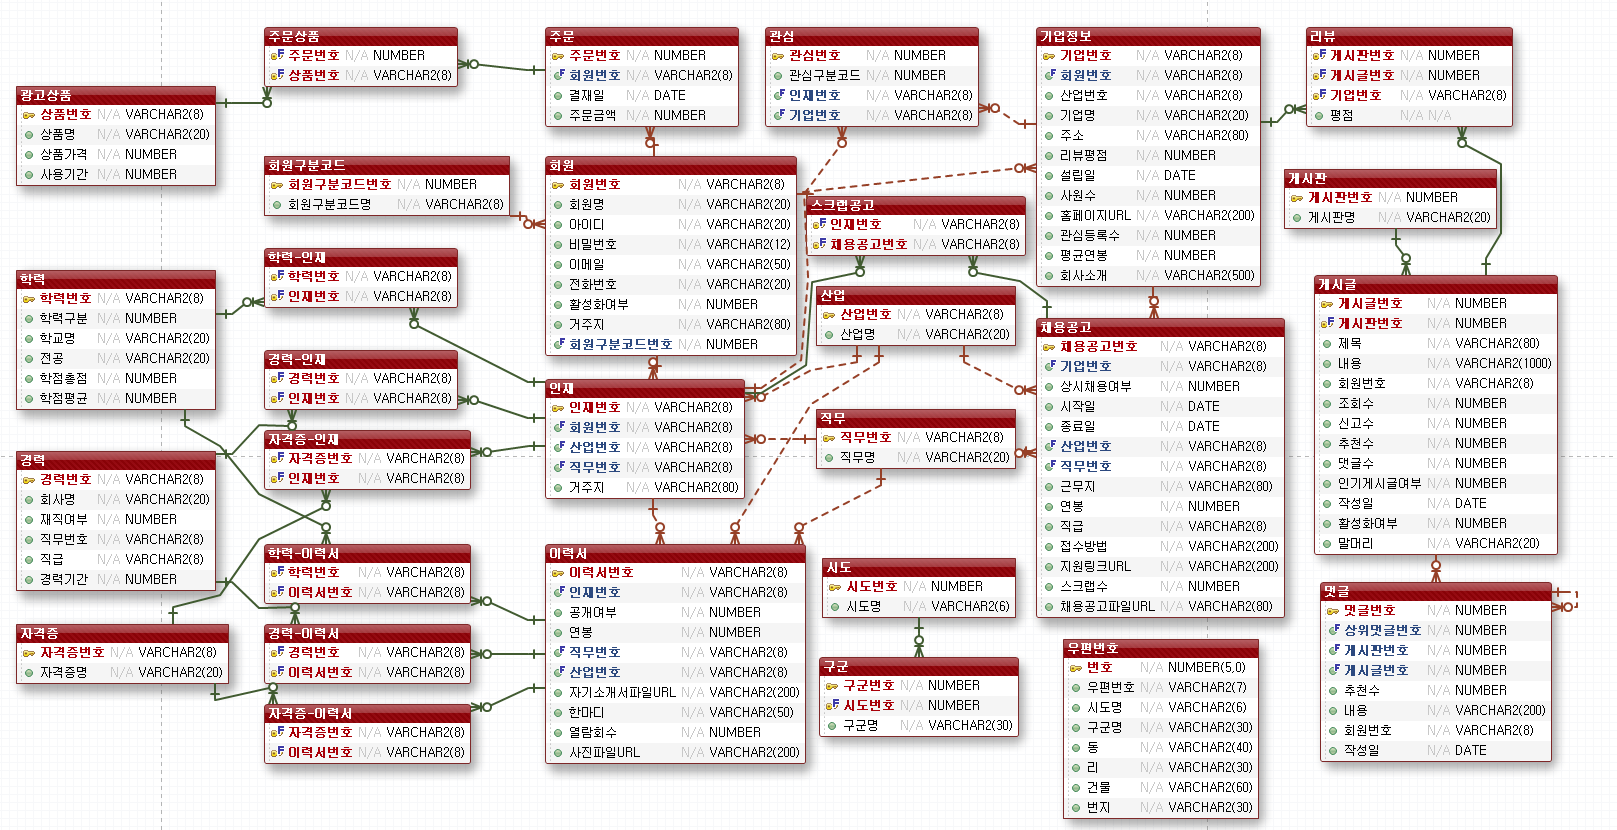 주문상품
주문번호 N/A NUMBER
상품번호 N/A VARCHAR2(8)
주문
주문번호 N/A NUMBER
회원번호 N/A VARCHAR2(8)
결재일 N/A DATE
주문금액 N/A NUMBER
관심
관심번호 N/A NUMBER
관심구분코드 N/A NUMBER
인재번호 N/A VARCHAR2(8)
기업번호 N/A VARCHAR2(8)
기업정보
기업번호 N/A VARCHAR2(8)
회원번호 N/A VARCHAR2(8)
산업번호 N/A VARCHAR2(8)
기업명 N/A VARCHAR2(20)
주소 N/A VARCHAR2(80)
리뷰평점 N/A NUMBER
설립일 N/A DATE
사원수 N/A NUMBER
홈페이지URL N/A VARCHAR2(200)
관심등록수 N/A NUMBER
평균연봉 N/A NUMBER
회사소개 N/A VARCHAR2(500)
리뷰
게시판번호 N/A NUMBER
게시글번호 N/A NUMBER
기업번호 N/A VARCHAR2(8)
평점 N/A N/A
광고상품
상품번호 N/A VARCHAR2(8)
상품명 N/A VARCHAR2(20)
상품가격 N/A NUMBER
사용기간 N/A NUMBER
회원구분코드
회원구분코드번호 N/A NUMBER
회원구분코드명 N/A VARCHAR2(8)
회원
회원번호 N/A VARCHAR2(8)
회원명 N/A VARCHAR2(20)
아이디 N/A VARCHAR2(20)
비밀번호 N/A VARCHAR2(12)
이메일 N/A VARCHAR2(50)
전화번호 N/A VARCHAR2(20)
활성화여부 N/A NUMBER
거주지 N/A VARCHAR2(80)
회원구분코드번호 N/A NUMBER
스크랩공고
인재번호 N/A VARCHAR2(8)
채용공고번호 N/A VARCHAR2(8)
게시판
게시판번호 N/A NUMBER
게시판명 N/A VARCHAR2(20)
학력
학력번호 N/A VARCHAR2(8)
학력구분 N/A NUMBER
학교명 N/A VARCHAR2(20)
전공 N/A VARCHAR2(20)
학점총점 N/A NUMBER
학점평균 N/A NUMBER
학력-인재
학력번호 N/A VARCHAR2(8)
인재번호 N/A VARCHAR2(8)
경력-인재
경력번호 N/A VARCHAR2(8)
인재번호 N/A VARCHAR2(8)
자격증-인재
자격증번호 N/A VARCHAR2(8)
인재번호 N/A VARCHAR2(8)
인재
인재번호 N/A VARCHAR2(8)
회원번호 N/A VARCHAR2(8)
산업번호 N/A VARCHAR2(8)
직무번호 N/A VARCHAR2(8)
거주지 N/A VARCHAR2(80)
산업
산업번호 N/A VARCHAR2(8)
산업명 N/A VARCHAR2(20)
직무
직무번호 N/A VARCHAR2(8)
직무명 N/A VARCHAR2(20)
채용공고
채용공고번호 N/A VARCHAR2(8)
기업번호 N/A VARCHAR2(8)
상시채용여부 N/A NUMBER
시작일 N/A DATE
종료일 N/A DATE
산업번호 N/A VARCHAR2(8)
직무번호 N/A VARCHAR2(8)
근무지 N/A VARCHAR2(80)
연봉 N/A NUMBER
직급 N/A VARCHAR2(8)
접수방법 N/A VARCHAR2(200)
지원링크URL N/A VARCHAR2(200)
스크랩수 N/A NUMBER
채용공고파일URL N/A VARCHAR2(80)
게시글
게시글번호 N/A NUMBER
게시판번호 N/A NUMBER
제목 N/A VARCHAR2(80)
내용 N/A VARCHAR2(1000)
회원번호 N/A VARCHAR2(8)
조회수 N/A NUMBER
신고수 N/A NUMBER
추천수 N/A NUMBER
댓글수 N/A NUMBER
인기게시글여부 N/A NUMBER
작성일 N/A DATE
활성화여부 N/A NUMBER
말머리 N/A VARCHAR2(20)
경력
경력번호 N/A VARCHAR2(8)
회사명 N/A VARCHAR2(20)
재직여부 N/A NUMBER
직무번호 N/A VARCHAR2(8)
직급 N/A VARCHAR2(8)
경력기간 N/A NUMBER
학력-이력서
학력번호 N/A VARCHAR2(8)
이력서번호 N/A VARCHAR2(8)
경력-이력서
경력번호 N/A VARCHAR2(8)
이력서번호 N/A VARCHAR2(8)
자격증
자격증번호 N/A VARCHAR2(8)
자격증명 N/A VARCHAR2(20)
자격증-이력서
자격증번호 N/A VARCHAR2(8)
이력서번호 N/A VARCHAR2(8)
이력서
이력서번호 N/A VARCHAR2(8)
인재번호 N/A VARCHAR2(8)
공개여부 N/A NUMBER
연봉 N/A NUMBER
직무번호 N/A VARCHAR2(8)
산업번호 N/A VARCHAR2(8)
자기소개서파일URL N/A VARCHAR2(200)
한마디 N/A VARCHAR2(50)
열람회수 N/A NUMBER
사진파일URL N/A VARCHAR2(200)
시도
시도번호 N/A NUMBER
시도명 N/A VARCHAR2(6)
구군
구군번호 N/A NUMBER
시도번호 N/A NUMBER
구군명 N/A VARCHAR2(30)
우편번호
번호 N/A NUMBER(5,0)
우편번호 N/A VARCHAR2(7)
시도명 N/A VARCHAR2(6)
구군명 N/A VARCHAR2(30)
동 N/A VARCHAR2(40)
리 N/A VARCHAR2(30)
건물 N/A VARCHAR2(60)
번지 N/A VARCHAR2(30)
댓글
댓글번호 N/A NUMBER
상위댓글번호 N/A NUMBER
게시판번호 N/A NUMBER
게시글번호 N/A NUMBER
추천수 N/A NUMBER
내용 N/A VARCHAR2(200)
회원번호 N/A VARCHAR2(8)
작성일 N/A DATE